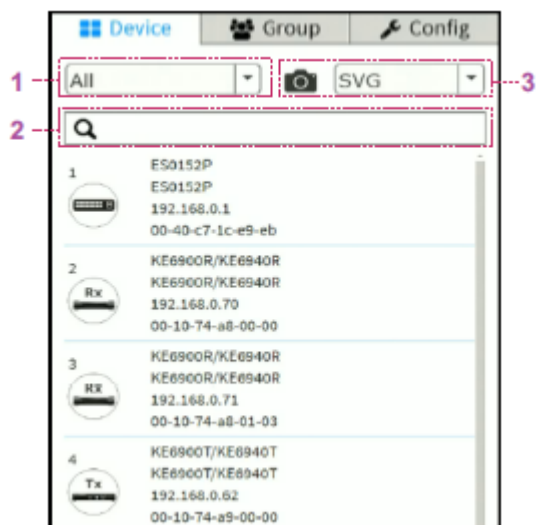 Device Group Config
1 All SVG 3
2
1
ES0152P
ES0152P
192.168.0.1
00-40-c7-1c-e9-eb
2
Rx
KE6900R/KE6940R
KE6900R/KE6940R
192.168.0.70
00-10-74-a8-00-00
3
RX
KE6900R/KE6940R
KE6900R/KE6940R
192.168.0.71
00-10-74-a8-01-03
4
Tx
KE6900T/KE6940T
KE6900T/KE6940T
192.168.0.62
00-10-74-a9-00-00